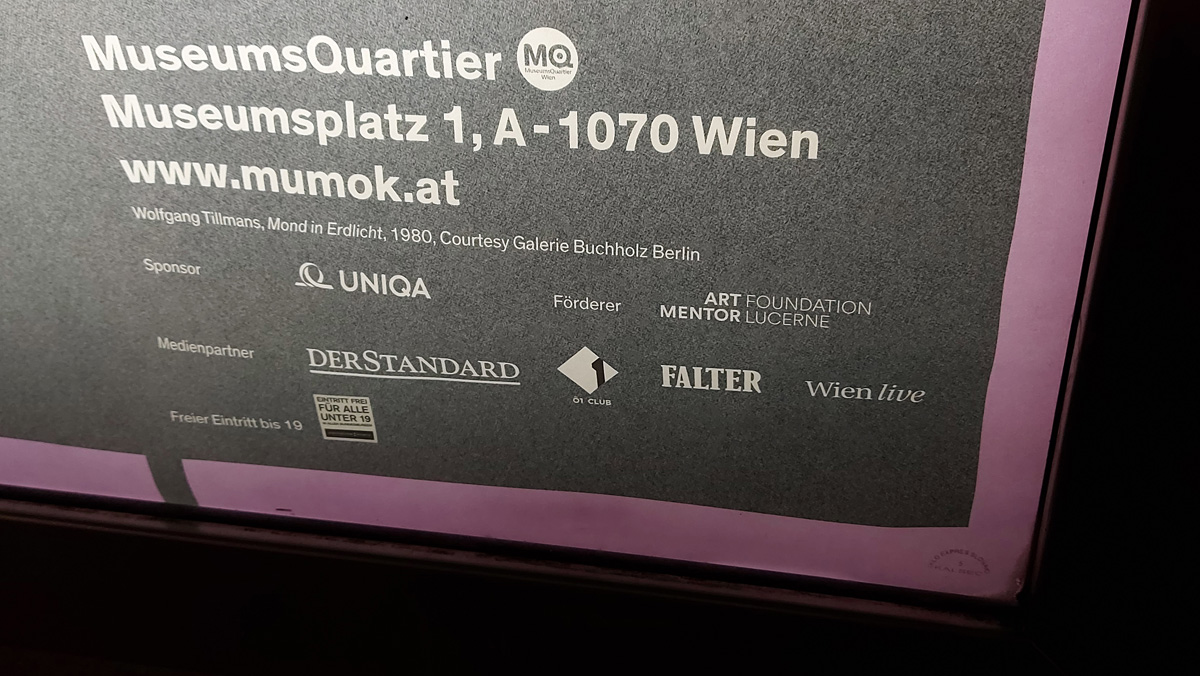 MuseumsQuartier MQ
MuseumsQuartier
Wien
Museumsplatz 1, A-1070 Wien
www.mumok.at
Wolfgang Tillmans, Mond in Erdlicht, 1980, Courtesy Galerie Buchholz Berlin
Sponsor UNIQA
Förderer ART FOUNDATION
MENTOR LUCERNE
Medienpartner DERSTANDARD 1 FALTER Wien live
Ö1 CLUB
Freier Eintritt bis 19
EINTRITT FREI
FÜR ALLE
UNTER 19